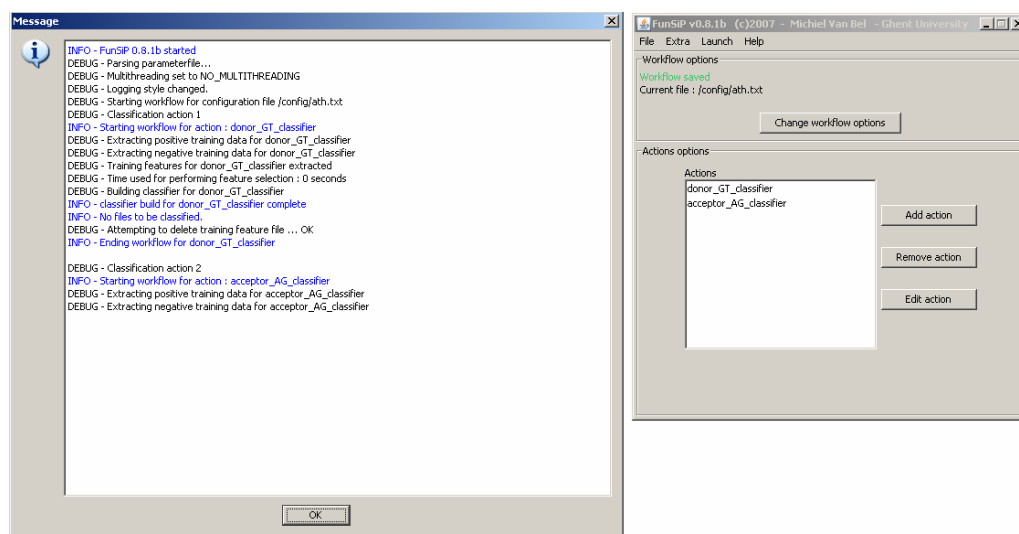 Message
INFO - FunSiP 0.8.1b started
DEBUG - Parsing parameterfile...
DEBUG - Multithreading set to NO_MULTITHREADING
DEBUG - Logging style changed.
DEBUG - Starting workflow for configuration file /config/ath.txt
DEBUG - Classification action 1
INFO - Starting workflow for action : donor_GT_classifier
DEBUG - Extracting positive training data for donor_GT_classifier
DEBUG - Extracting negative training data for donor_GT_classifier
DEBUG - Training features for donor_GT_classifier extracted
DEBUG - Time used for performing feature selection : 0 seconds
DEBUG - Building classifier for donor_GT_classifier
INFO - classifier build for donor_GT_classifier complete
INFO - No files to be classified.
DEBUG - Attempting to delete training feature file ... OK
INFO - Ending workflow for donor_GT_classifier
DEBUG - Classification action 2
INFO - Starting workflow for action : acceptor_AG_classifier
DEBUG - Extracting positive training data for acceptor_AG_classifier
DEBUG - Extracting negative training data for acceptor_AG_classifier
OK
FunSiP v0.8.1b (c)2007 - Michiel Van Bel - Ghent University
File Extra Launch Help
Workflow options
Workflow saved
Current file : /config/ath.txt
Change workflow options
Actions options
Actions
donor_GT_classifier
acceptor_AG_classifier
Add action
Remove action
Edit action